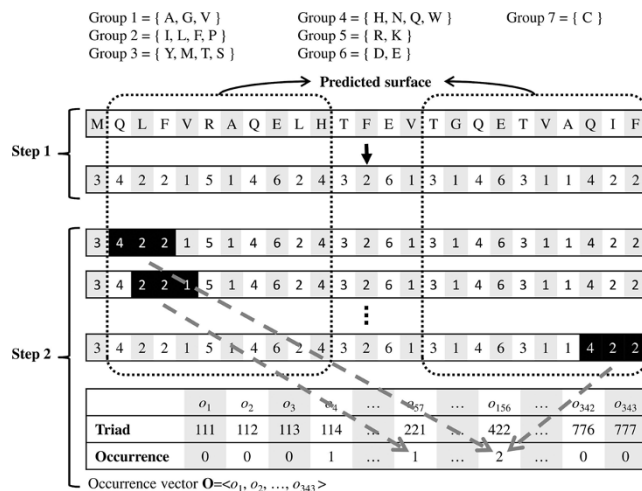 Group 1 = { A, G, V } Group 4 = { H, N, Q, W } Group 7 = { C }
Group 2 = { I, L, F, P } Group 5 = { R, K }
Group 3 = { Y, M, T, S } Group 6 = { D, E }
Predicted surface
M Q L F V R A Q E L H T F E V T G Q E T V A Q I F
Step 1
3 4 2 2 1 5 1 4 6 2 4 3 2 6 1 3 1 4 6 3 1 1 4 2 2
3 4 2 2 1 5 1 4 6 2 4 3 2 6 1 3 1 4 6 3 1 1 4 2 2
3 4 2 2 1 5 1 4 6 2 4 3 2 6 1 3 1 4 6 3 1 1 4 2 2
Step 2
3 4 2 2 1 5 1 4 6 2 4 3 2 6 1 3 1 4 6 3 1 1 4 2 2
o1 o2 o3 o4 ... o57 ... o156 ... o342 o343
Triad 111 112 113 114 ... 221 ... 422 ... 776 777
Occurrence 0 0 0 1 ... 1 ... 2 ... 0 0
Occurrence vector O=<o1, o2, ..., o343>